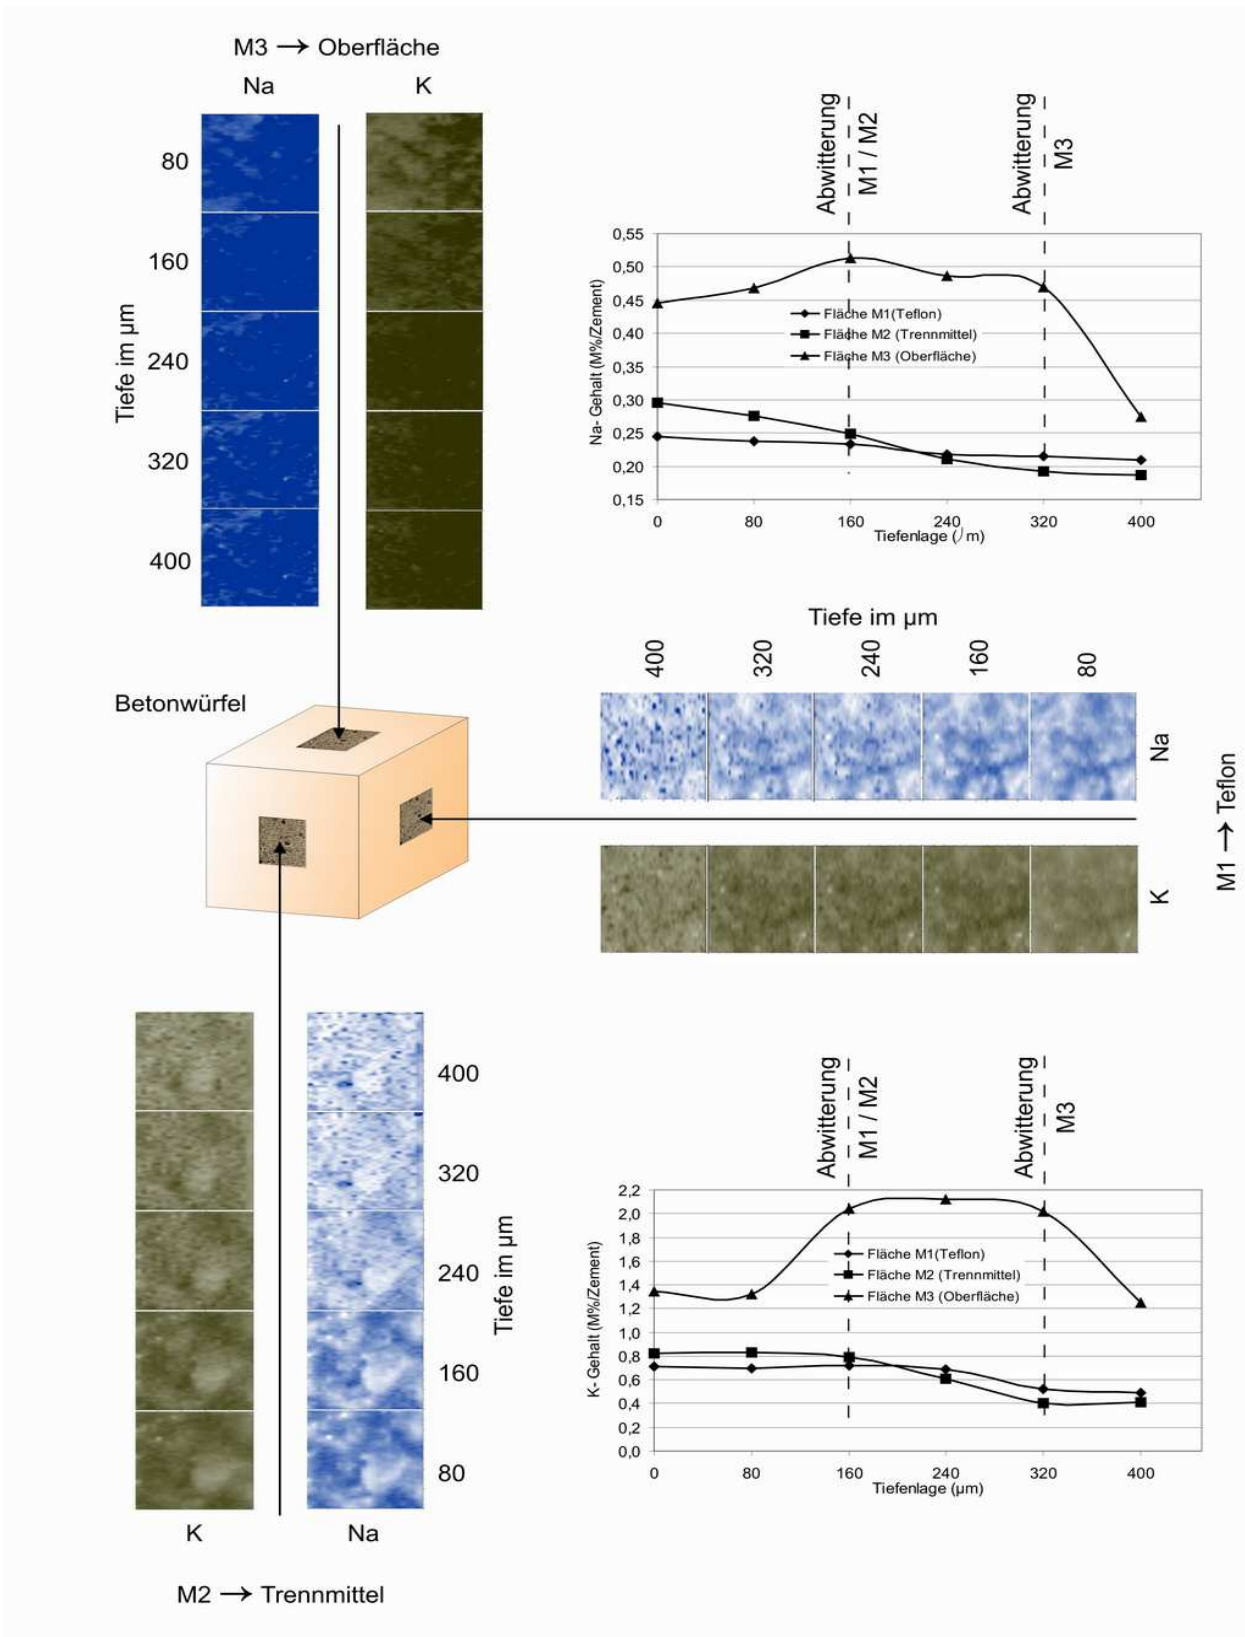 M3 → Oberfläche
Na K
80
160
240
320
400
Tiefe im µm
Abwitterung
M1 / M2
Abwitterung
M3
0,55
0,50
0,45
0,40
0,35
0,30
0,25
0,20
0,15
Na- Gehalt (M%/Zement)
Fläche M1(Teflon)
Fläche M2 (Trennmittel)
Fläche M3 (Oberfläche)
0 80 160 240 320 400
Tiefenlage (⌡m)
Tiefe im µm
400 320 240 160 80
Na
K
M1 → Teflon
Betonwürfel
400
320
240
160
80
Tiefe im µm
K Na
M2 → Trennmittel
Abwitterung
M1 / M2
Abwitterung
M3
2,2
2,0
1,8
1,6
1,4
1,2
1,0
0,8
0,6
0,4
0,2
0,0
K- Gehalt (M%/Zement)
Fläche M1(Teflon)
Fläche M2 (Trennmittel)
Fläche M3 (Oberfläche)
0 80 160 240 320 400
Tiefenlage (µm)